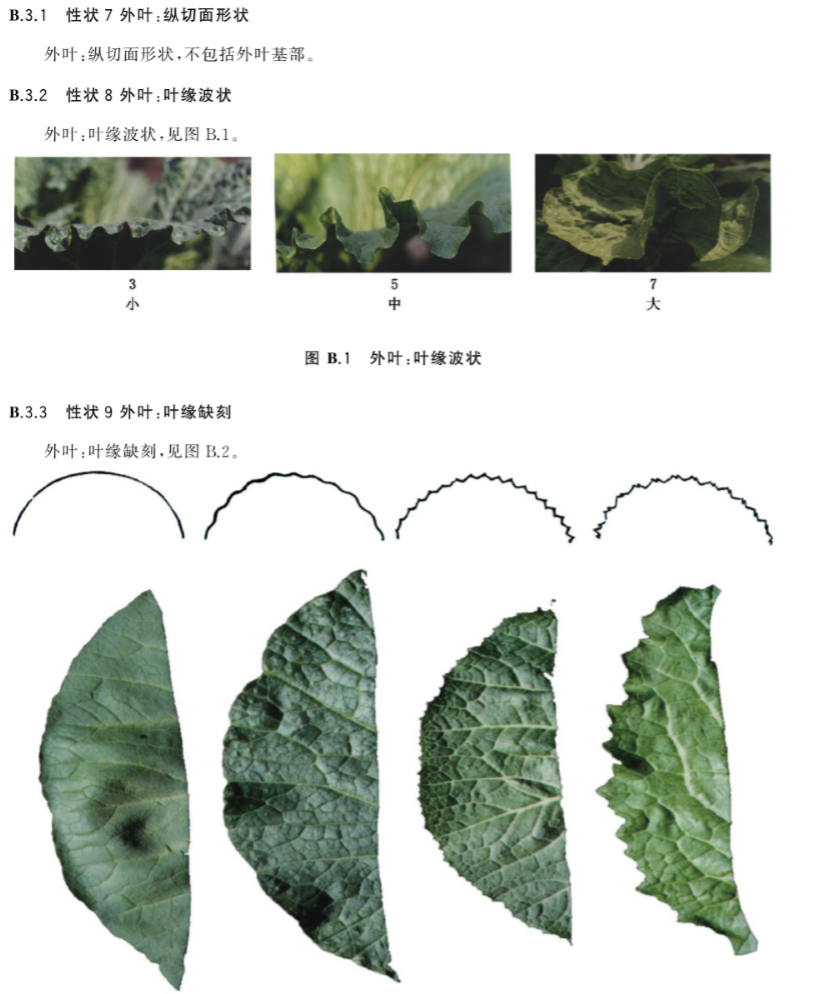 B.3.1 性状 7 外叶:纵切面形状
外叶:纵切面形状,不包括外叶基部。
B.3.2 性状 8 外叶:叶缘波状
外叶:叶缘波状,见图 B.1。
3 5 7
小 中 大
图 B.1 外叶:叶缘波状
B.3.3 性状 9 外叶:叶缘缺刻
外叶:叶缘缺刻,见图 B.2。